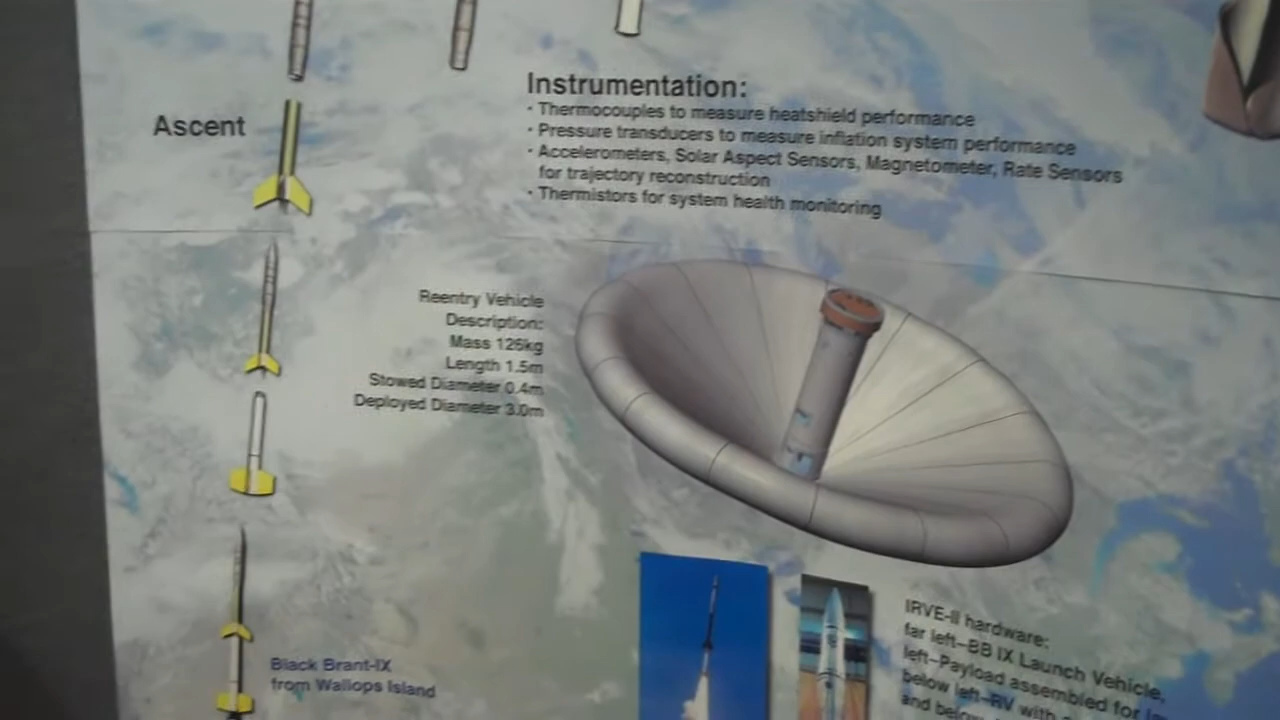 Instrumentation:
· Thermocouples to measure heatshield performance
· Pressure transducers to measure inflation system performance
· Accelerometers, Solar Aspect Sensors, Magnetometer, Rate Sensors
for trajectory reconstruction
· Thermistors for system health monitoring
Ascent
Reentry Vehicle
Description:
Mass 126kg
Length 1.5m
Stowed Diameter 0.4m
Deployed Diameter 3.0m
Black Brant-IX
from Wallops Island
IRVE-II hardware:
far left–BB IX Launch Vehicle,
left–Payload assembled for
below left–RV with
and below